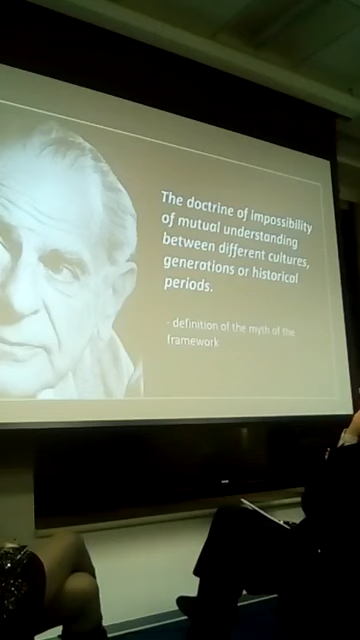 The doctrine of impossibility
of mutual understanding
between different cultures,
generations or historical
periods.
- definition of the myth of the
framework